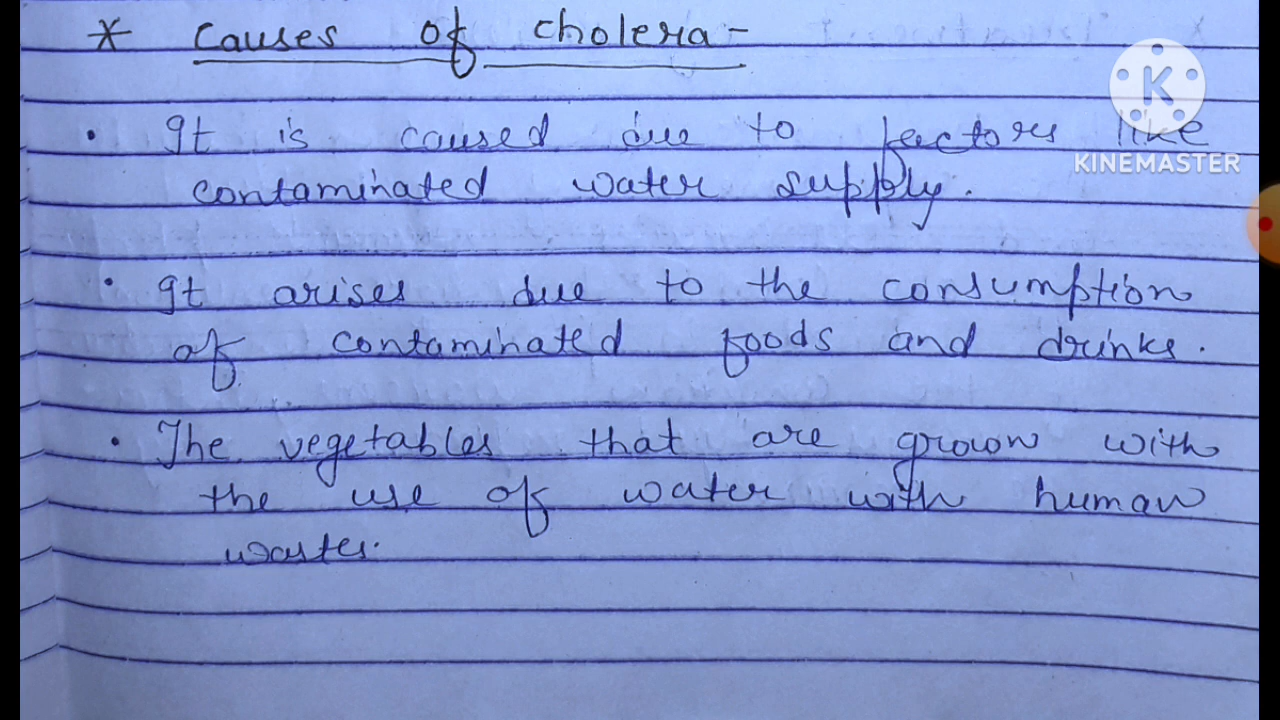 * Causes of cholera-
• It is caused due to factors like
contaminated water supply.
• It arises due to the consumption
of contaminated foods and drinks.
• The vegetables that are grown with
the use of water with human
wastes.
K
KINEMASTER